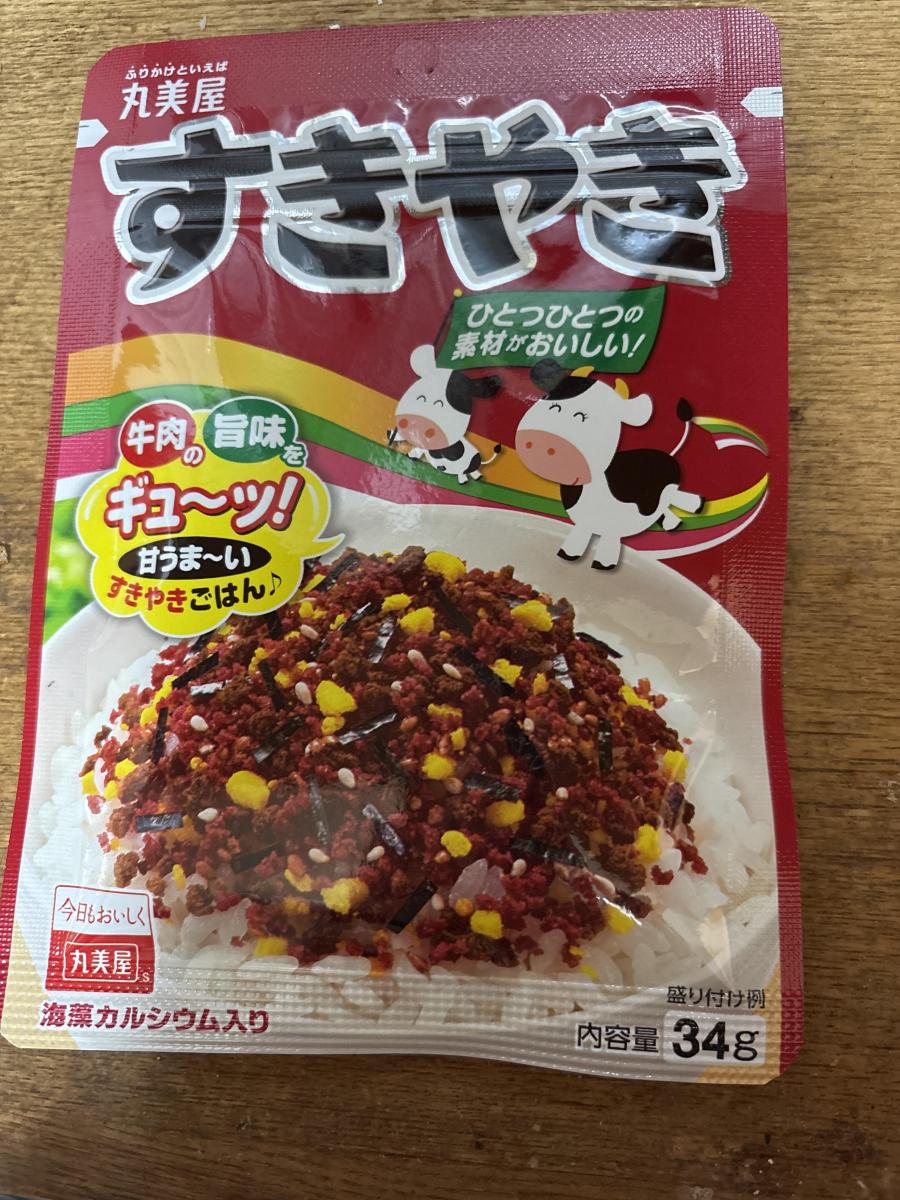 ふりかけといえば
丸美屋
すきやき
ひとつひとつの
素材がおいしい!
牛肉の旨味を
ギュ〜ッ!
甘うま〜い
すきやきごはん♪
今日もおいしく
丸美屋's
海藻カルシウム入り
盛り付け例
内容量 34g